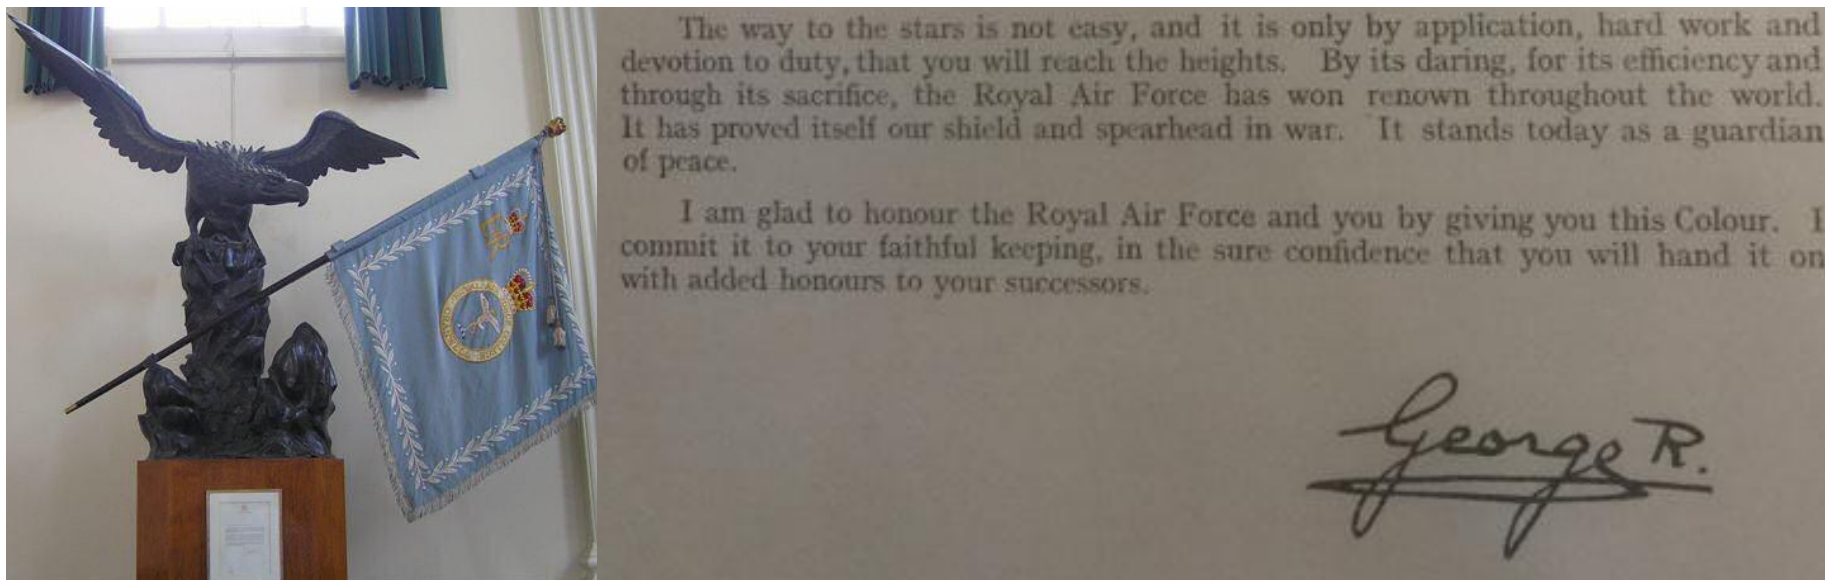 The way to the stars is not easy, and it is only by application, hard work and
devotion to duty, that you will reach the heights. By its daring, for its efficiency and
through its sacrifice, the Royal Air Force has won renown throughout the world.
It has proved itself our shield and spearhead in war. It stands today as a guardian
of peace.
I am glad to honour the Royal Air Force and you by giving you this Colour. I
commit it to your faithful keeping, in the sure confidence that you will hand it on
with added honours to your successors.
George R.